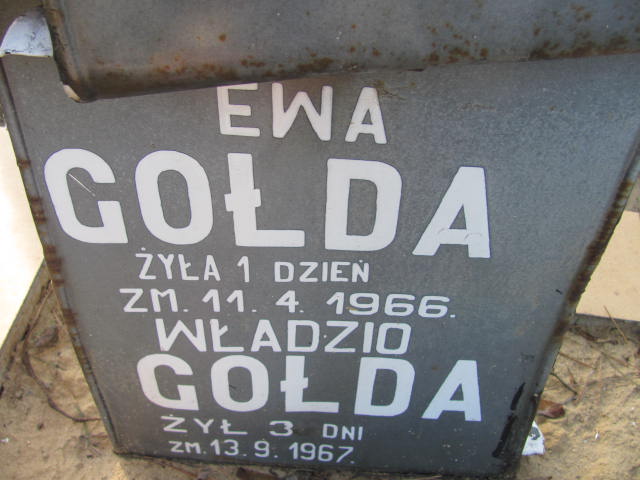 EWA
GOŁDA
ŻYŁA 1 DZIEŃ
ZM. 11. 4. 1966.
WŁADZIO
GOŁDA
ŻYŁ 3 DNI
ZM. 13. 9. 1967.